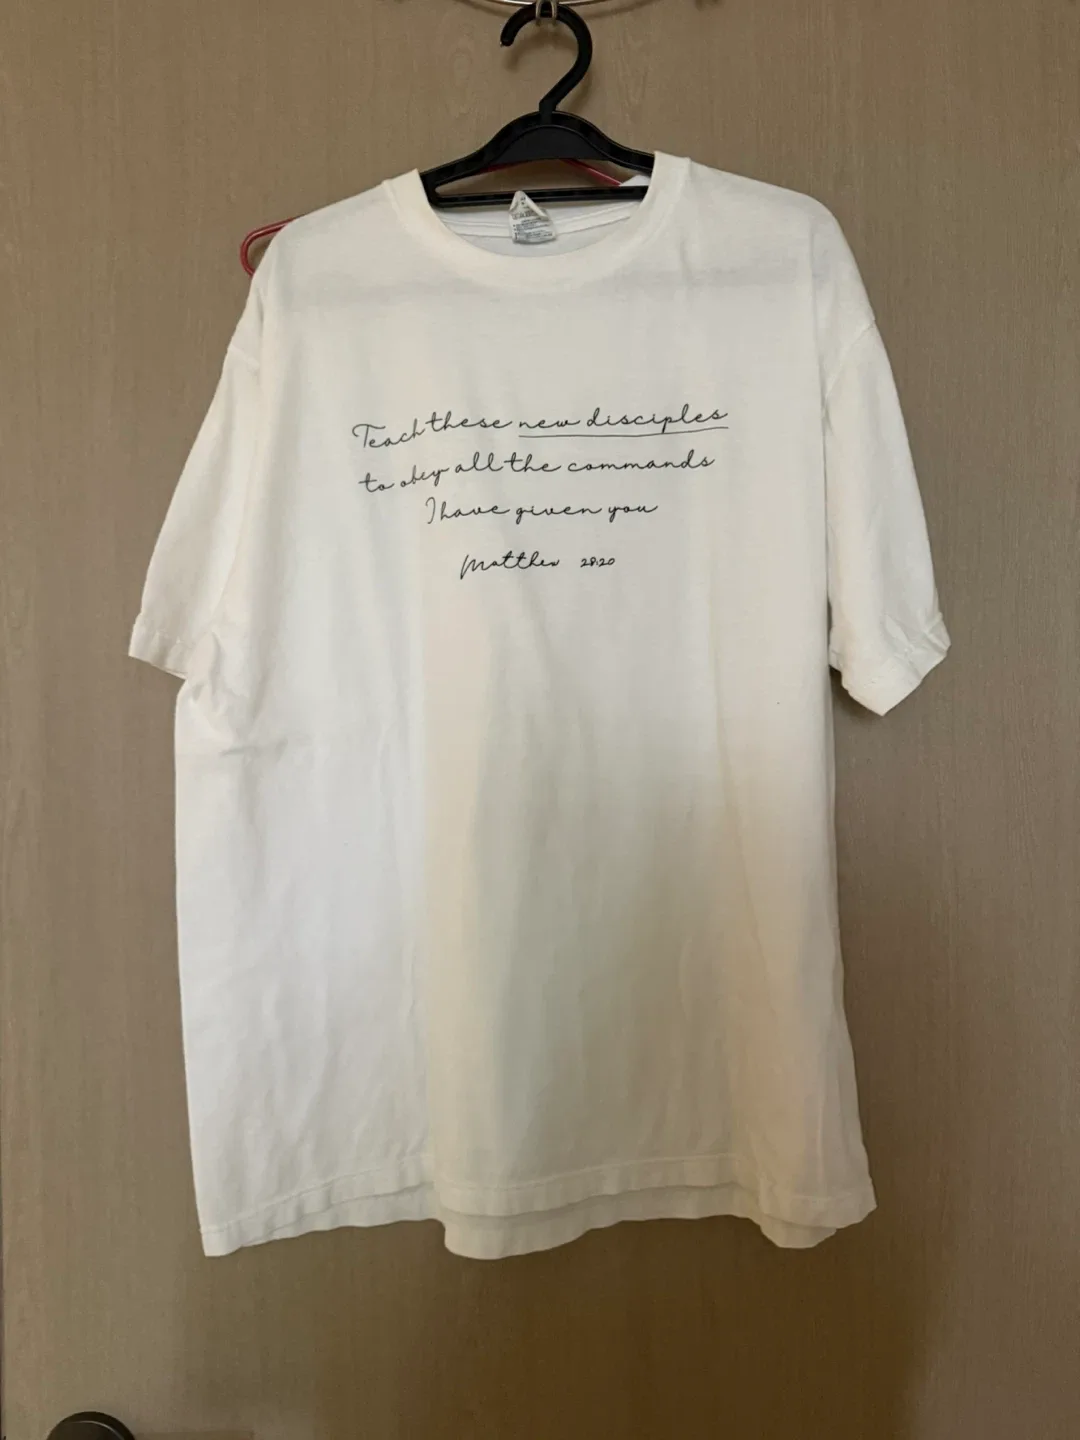 Teach these new disciples
to obey all the commands
I have given you
Matthew 28:20